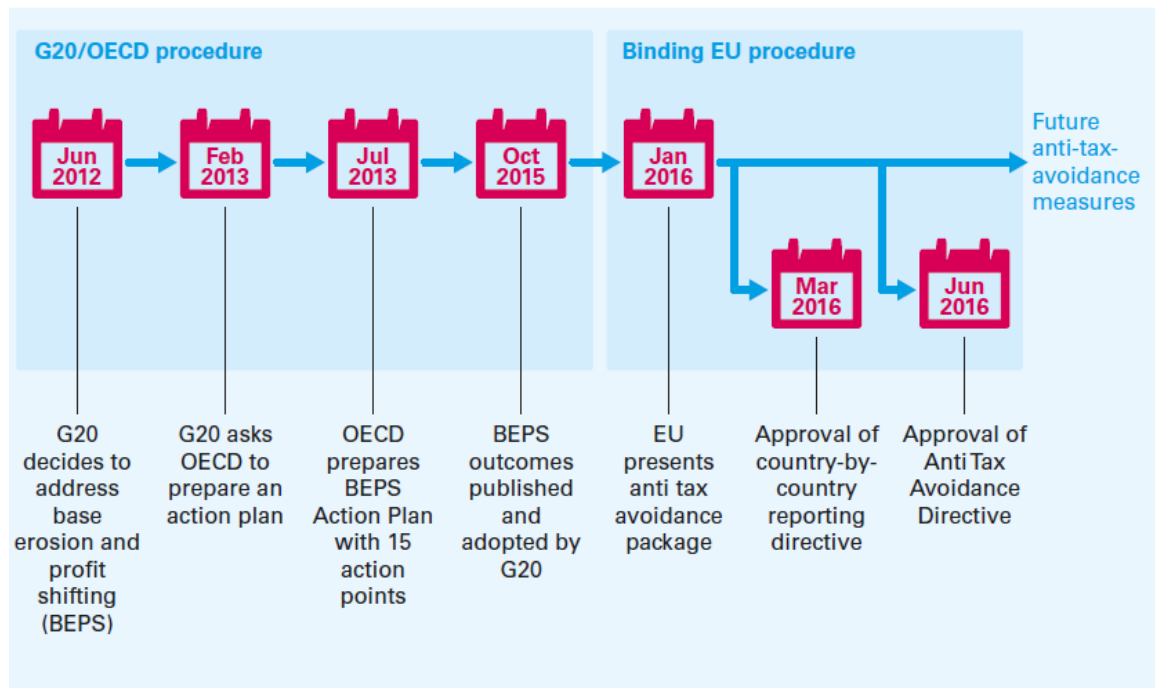 G20/OECD procedure
Binding EU procedure
Jun
2012
Feb
2013
Jul
2013
Oct
2015
Jan
2016
Future
anti-tax-
avoidance
measures
Mar
2016
Jun
2016
G20
decides to
address
base
erosion and
profit
shifting
(BEPS)
G20 asks
OECD to
prepare an
action plan
OECD
prepares
BEPS
Action Plan
with 15
action
points
BEPS
outcomes
published
and
adopted by
G20
EU
presents
anti tax
avoidance
package
Approval of
country-by-
country
reporting
directive
Approval of
Anti Tax
Avoidance
Directive